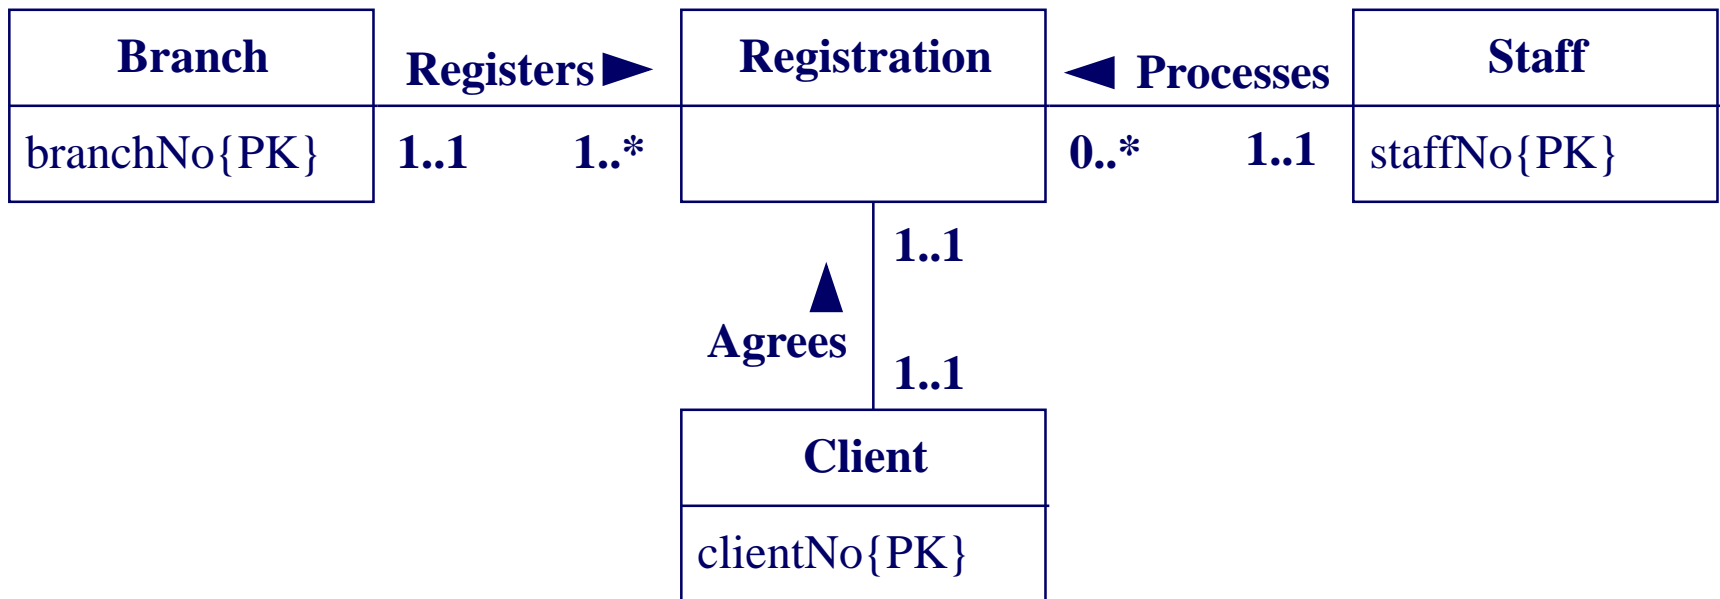 Branch
Registers
Registration
Processes
Staff
branchNo{PK}
1..1
1..*
0..*
1..1
staffNo{PK}
1..1
Agrees
1..1
Client
clientNo{PK}